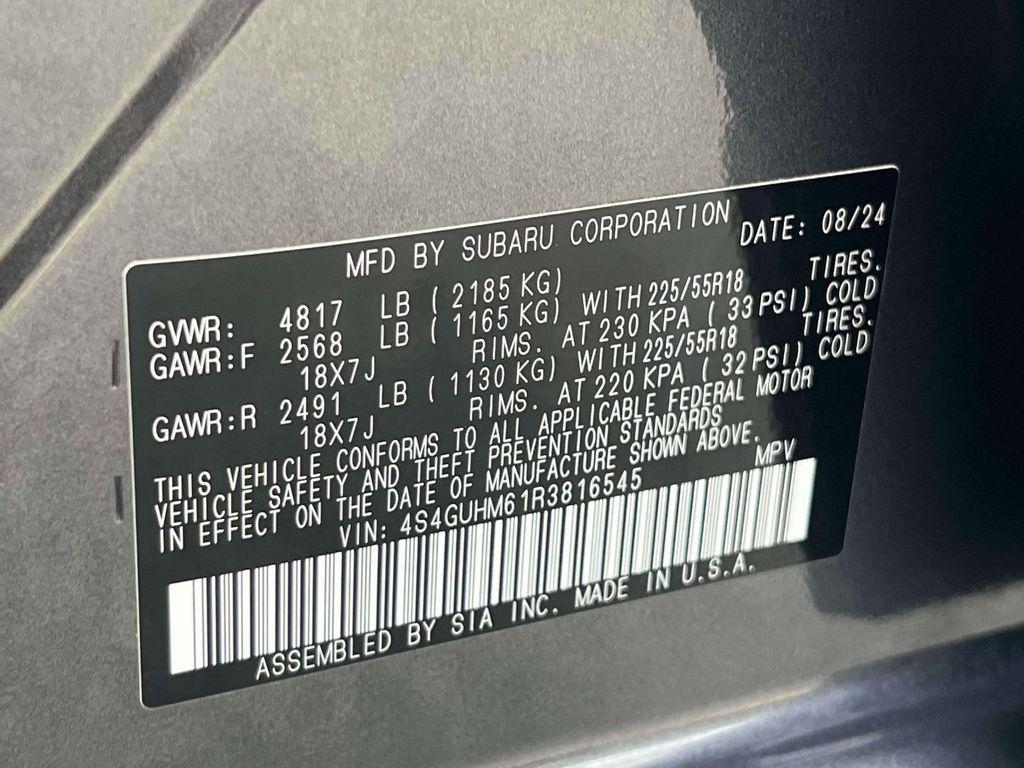 MFD BY SUBARU CORPORATION DATE: 08/24
GVWR: 4817 LB ( 2185 KG)
GAWR:F 2568 LB ( 1165 KG) WITH 225/55R18 TIRES.
18X7J RIMS. AT 230 KPA ( 33 PSI) COLD
GAWR:R 2491 LB ( 1130 KG) WITH 225/55R18 TIRES.
18X7J RIMS. AT 220 KPA ( 32 PSI) COLD
THIS VEHICLE CONFORMS TO ALL APPLICABLE FEDERAL MOTOR
VEHICLE SAFETY AND THEFT PREVENTION STANDARDS
IN EFFECT ON THE DATE OF MANUFACTURE SHOWN ABOVE.
VIN: 4S4GUHM61R3816545 MPV
ASSEMBLED BY SIA INC. MADE IN U.S.A.